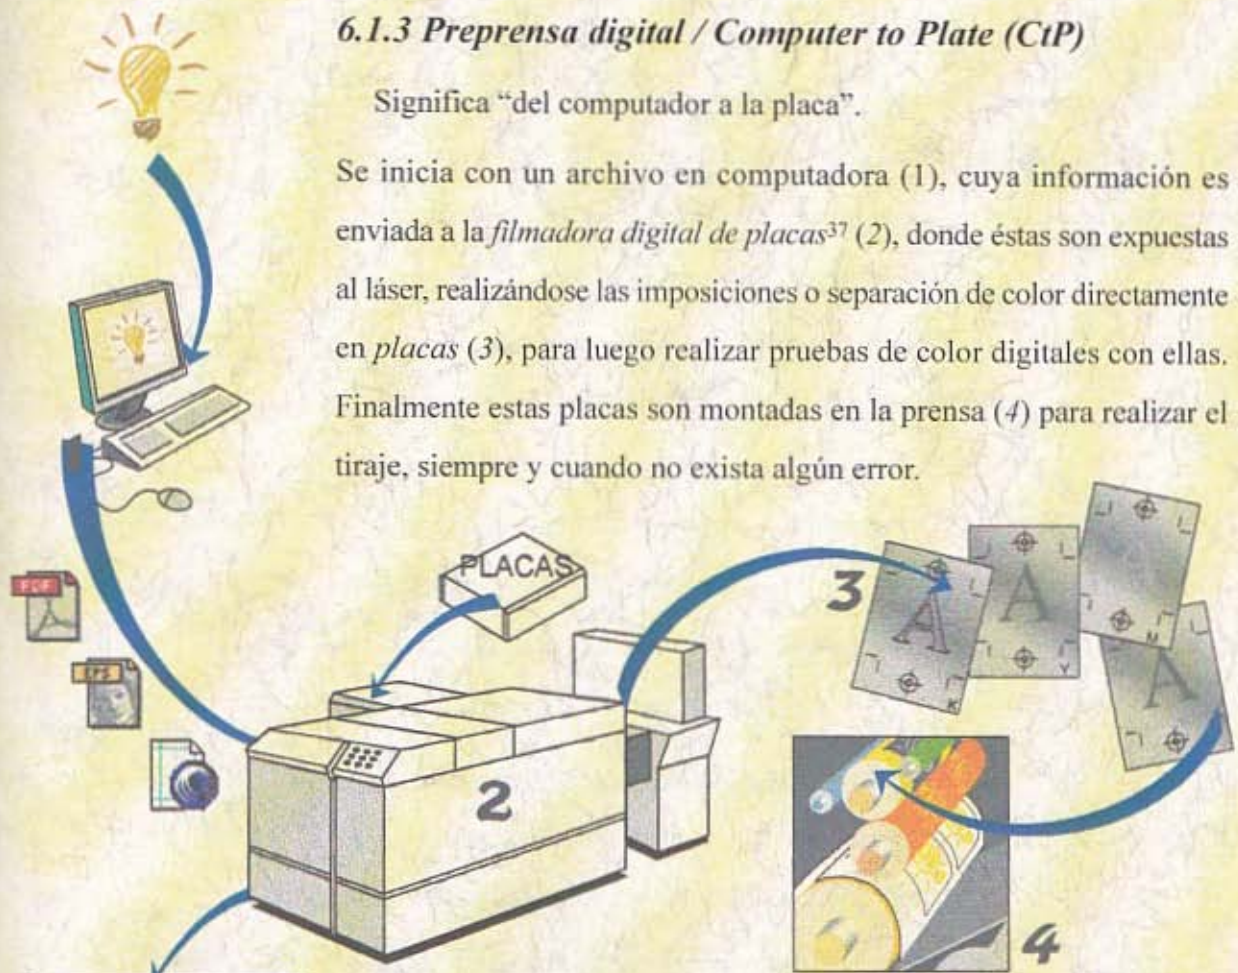 6.1.3 Preprensa digital / Computer to Plate (CtP)
Significa “del computador a la placa”.
Se inicia con un archivo en computadora (1), cuya información es
enviada a la filmadora digital de placas³⁷ (2), donde éstas son expuestas
al láser, realizándose las imposiciones o separación de color directamente
en placas (3), para luego realizar pruebas de color digitales con ellas.
Finalmente estas placas son montadas en la prensa (4) para realizar el
tiraje, siempre y cuando no exista algún error.
PLACAS
PDF
EPS
2
3
A
K
A
Y
M
A
4